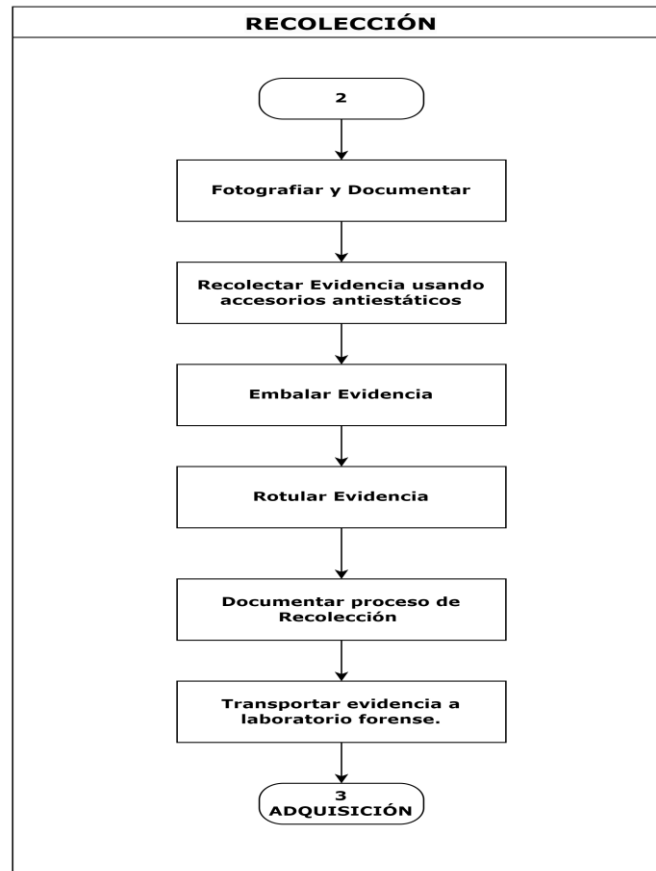 RECOLECCIÓN
2
Fotografiar y Documentar
Recolectar Evidencia usando
accesorios antiestáticos
Embalar Evidencia
Rotular Evidencia
Documentar proceso de
Recolección
Transportar evidencia a
laboratorio forense.
3
ADQUISICIÓN